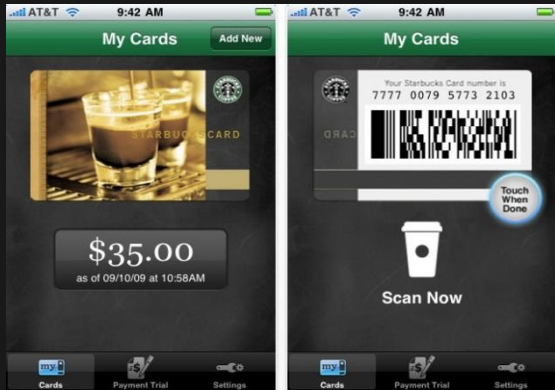 AT&T 9:42 AM
My Cards
Add New
STARBUCKS CARD
$35.00
as of 09/10/09 at 10:58AM
my
Cards
Payment Trial
Settings
AT&T 9:42 AM
My Cards
Your Starbucks Card number is
7777 0079 5773 2103
CARD
Touch
When
Done
Scan Now
my
Cards
Payment Trial
Settings